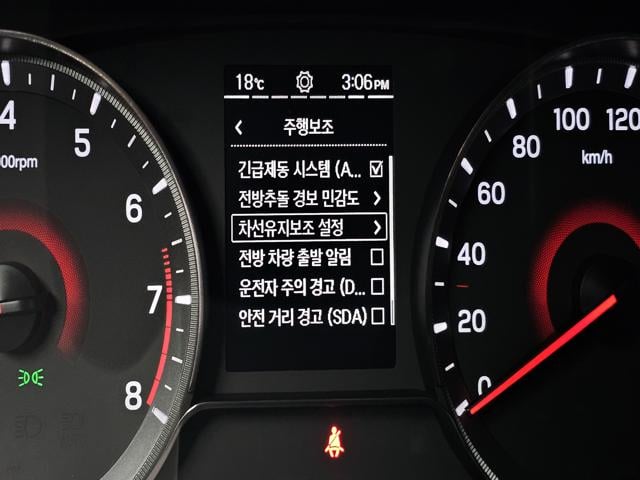 18℃ 3:06PM
< 주행보조
긴급제동 시스템 (A...
전방추돌 경보 민감도 >
차선유지보조 설정 >
전방 차량 출발 알림
운전자 주의 경고 (D...
안전 거리 경고 (SDA)
4
5
6
7
8
000rpm
0
20
40
60
80
100
120
km/h